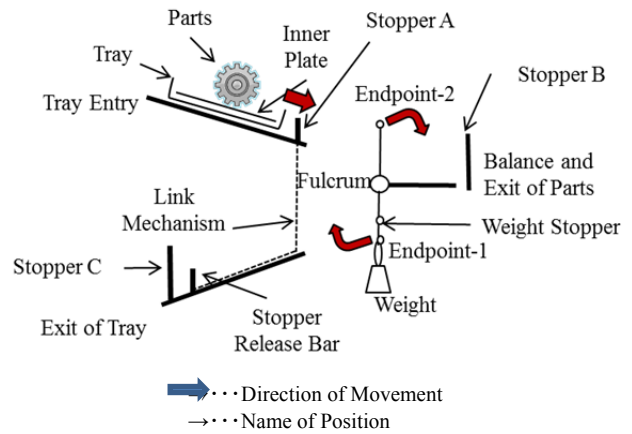 Parts
Stopper A
Inner
Plate
Tray
Stopper B
Tray Entry
Endpoint-2
Balance and
Exit of Parts
Fulcrum
Link
Mechanism
Weight Stopper
Stopper C
Endpoint-1
Weight
Exit of Tray
Stopper
Release Bar
→···Direction of Movement
→···Name of Position